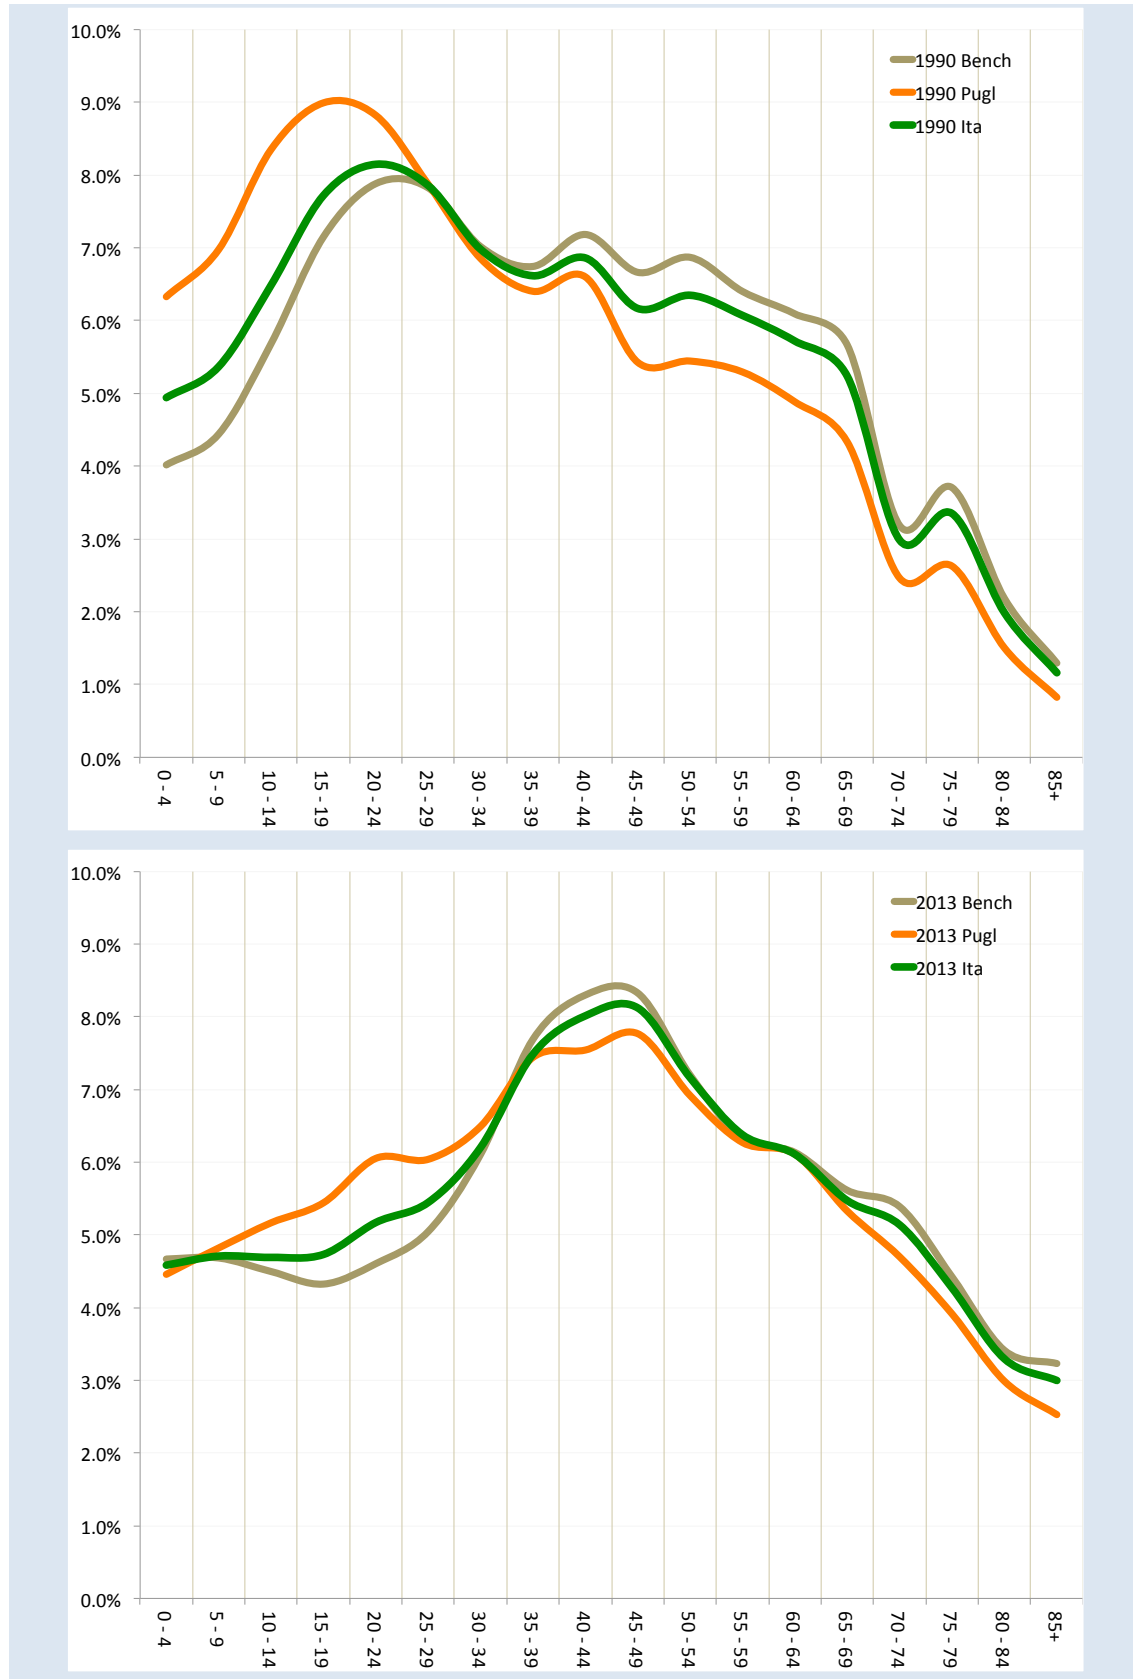 10.0%
9.0%
8.0%
7.0%
6.0%
5.0%
4.0%
3.0%
2.0%
1.0%
0.0%
1990 Bench
1990 Pugl
1990 Ita
0 - 4
5 - 9
10 - 14
15 - 19
20 - 24
25 - 29
30 - 34
35 - 39
40 - 44
45 - 49
50 - 54
55 - 59
60 - 64
65 - 69
70 - 74
75 - 79
80 - 84
85+
10.0%
9.0%
8.0%
7.0%
6.0%
5.0%
4.0%
3.0%
2.0%
1.0%
0.0%
2013 Bench
2013 Pugl
2013 Ita
0 - 4
5 - 9
10 - 14
15 - 19
20 - 24
25 - 29
30 - 34
35 - 39
40 - 44
45 - 49
50 - 54
55 - 59
60 - 64
65 - 69
70 - 74
75 - 79
80 - 84
85+